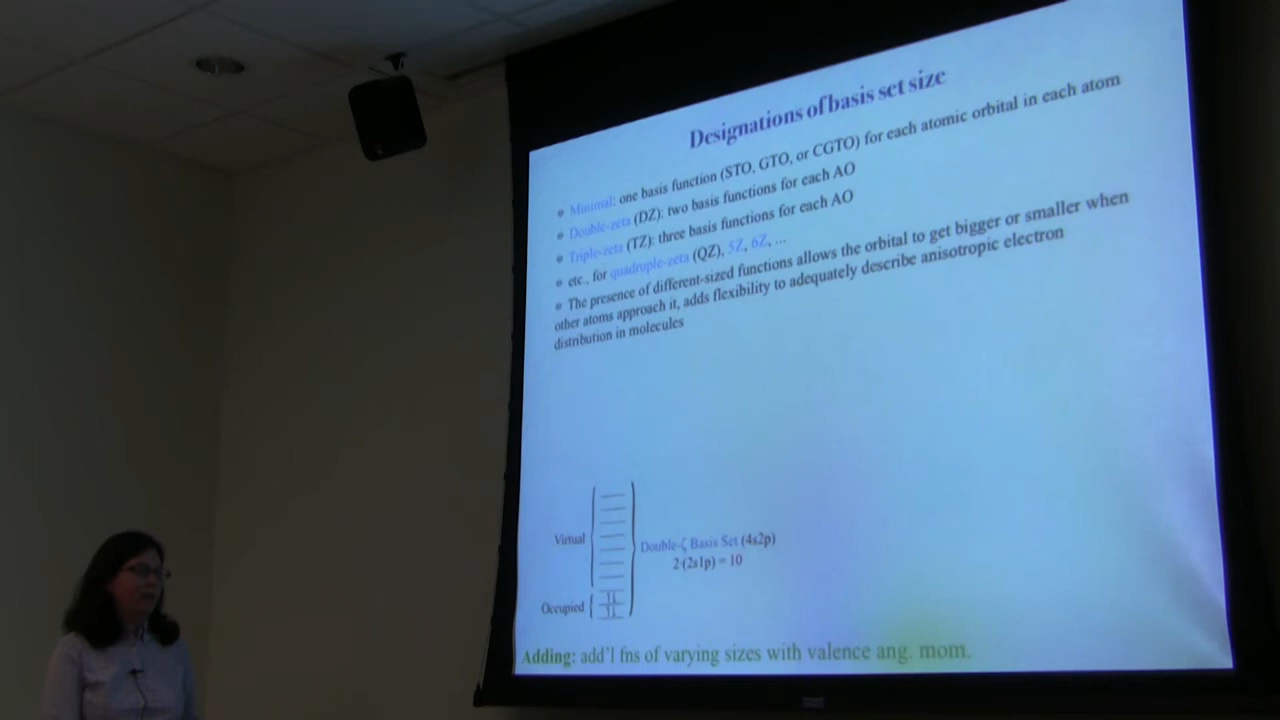 Designations of basis set size
Minimal: one basis function (STO, GTO, or CGTO) for each atomic orbital in each atom
Double-zeta (DZ): two basis functions for each AO
Triple-zeta (TZ): three basis functions for each AO
etc., for quadruple-zeta (QZ), 5Z, 6Z, ...
The presence of different-sized functions allows the orbital to get bigger or smaller when
other atoms approach it, adds flexibility to adequately describe anisotropic electron
distribution in molecules
Virtual
Double-ζ Basis Set (4s2p)
2 (2s1p) = 10
Occupied
Adding: add'l fns of varying sizes with valence ang. mom.